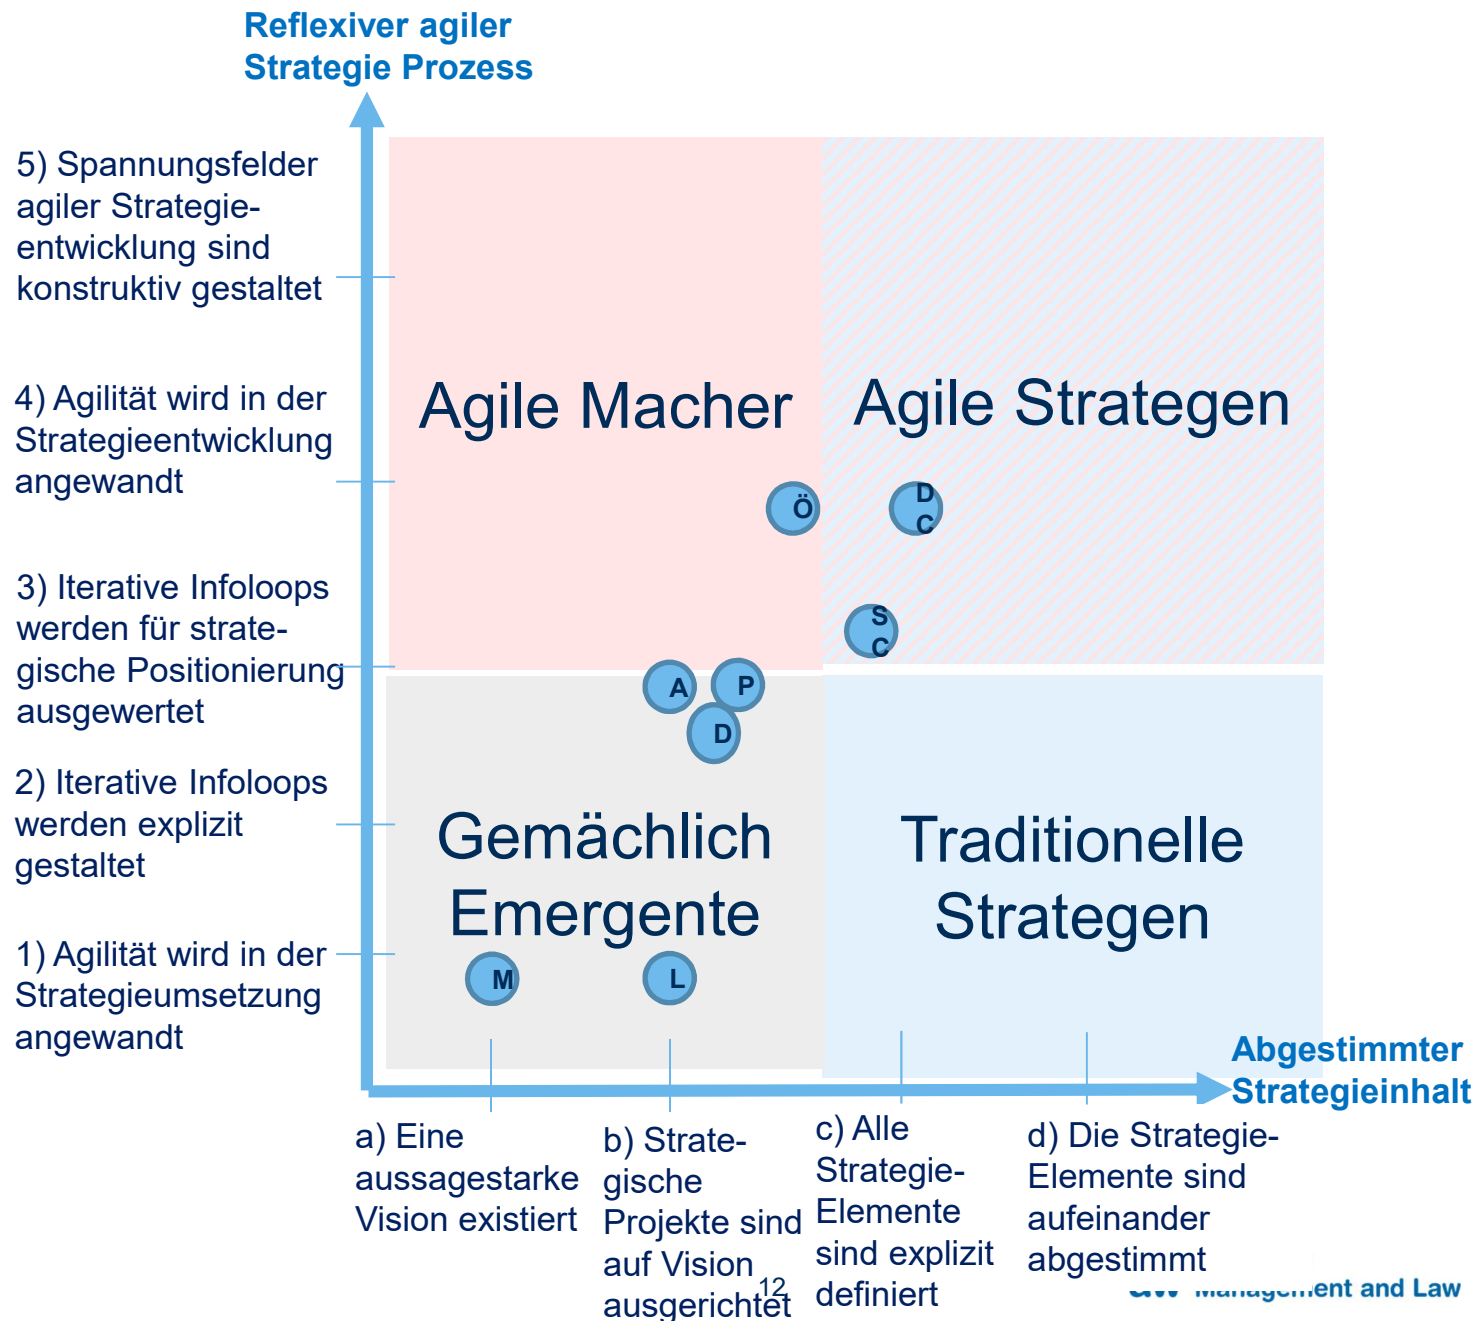 Reflexiver agiler
Strategie Prozess
5) Spannungsfelder
agiler Strategie-
entwicklung sind
konstruktiv gestaltet
4) Agilität wird in der
Strategieentwicklung
angewandt
3) Iterative Infoloops
werden für strate-
gische Positionierung
ausgewertet
2) Iterative Infoloops
werden explizit
gestaltet
1) Agilität wird in der
Strategieumsetzung
angewandt
Agile Macher
Agile Strategen
Ö
D
C
S
C
A
P
D
Gemächlich
Emergente
Traditionelle
Strategen
M
L
Abgestimmter
Strategieinhalt
a) Eine
aussagestarke
Vision existiert
b) Strate-
gische
Projekte sind
auf Vision
ausgerichtet
c) Alle
Strategie-
Elemente
sind explizit
definiert
d) Die Strategie-
Elemente sind
aufeinander
abgestimmt
12
Management and Law